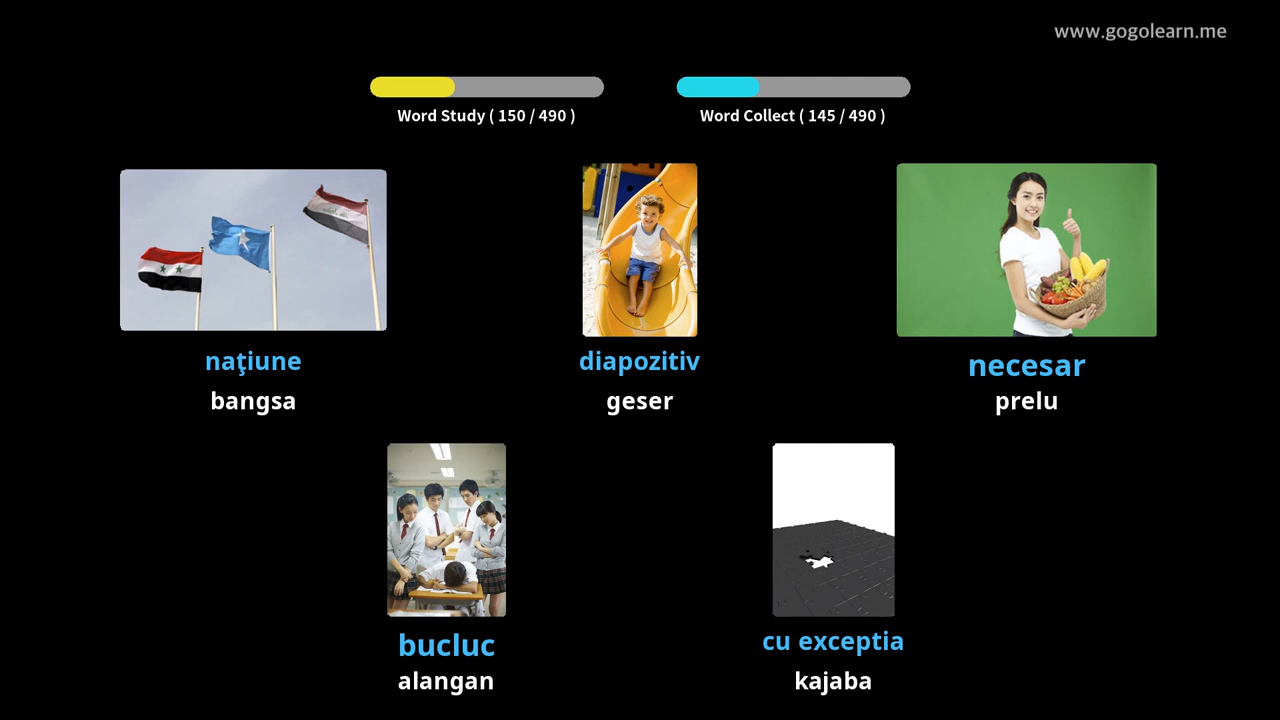 www.gogolearn.me
Word Study ( 150 / 490 )
Word Collect ( 145 / 490 )
naţiune
bangsa
diapozitiv
geser
necesar
prelu
bucluc
alangan
cu exceptia
kajaba